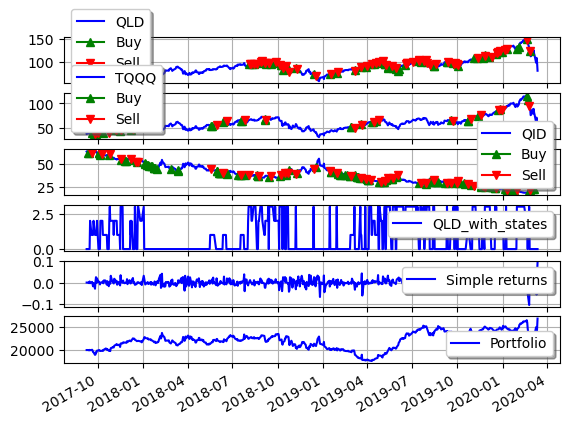 QLD
Buy
Sell
150
100
TQQQ
Buy
Sell
100
50
QID
Buy
Sell
50
25
QLD_with_states
2.5
0.0
Simple returns
0.1
0.0
−0.1
Portfolio
25000
20000
2017-10
2018-01
2018-04
2018-07
2018-10
2019-01
2019-04
2019-07
2019-10
2020-01
2020-04